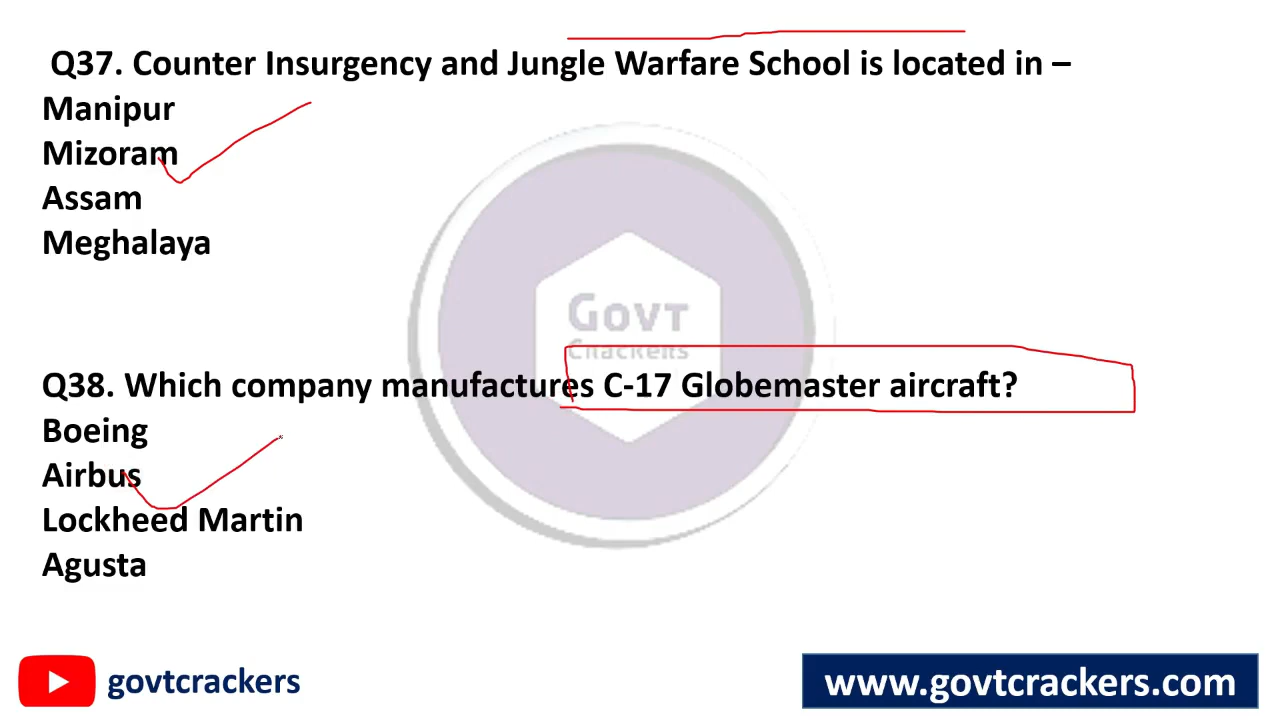 Q37. Counter Insurgency and Jungle Warfare School is located in –
Manipur
Mizoram
Assam
Meghalaya
GOVT
CRACKERS
Q38. Which company manufactures C-17 Globemaster aircraft?
Boeing
Airbus
Lockheed Martin
Agusta
govtcrackers
www.govtcrackers.com